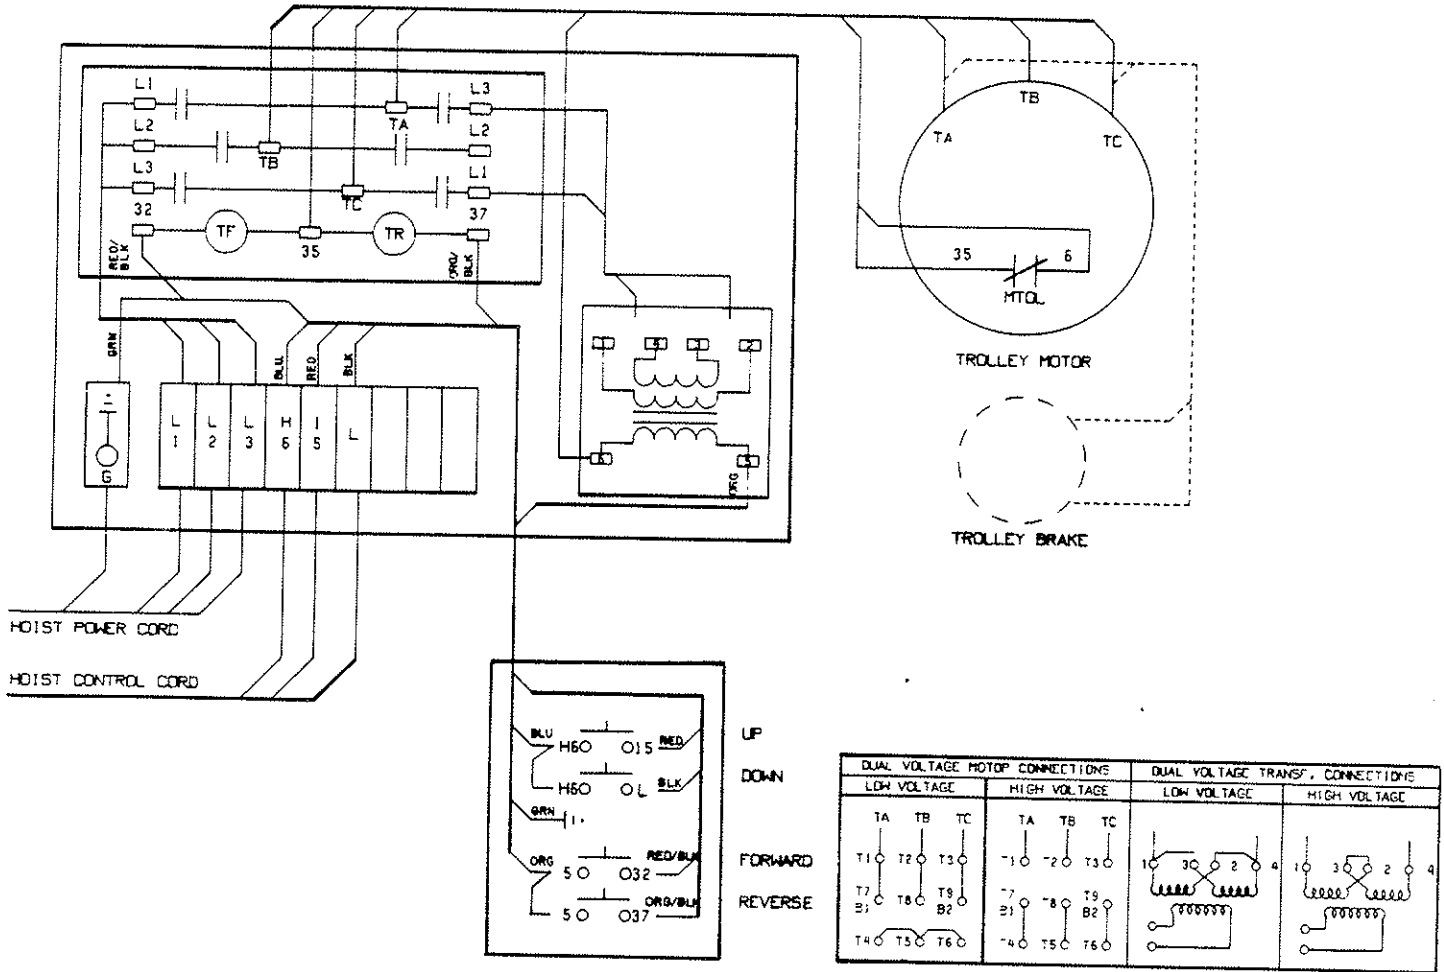 L1
L3
TB
TA
TC
L2
TA
L2
TB
L3
L1
TC
32
37
TF
TR
35
RED/
BLK
ORG/
BLK
35
6
MTOL
TROLLEY MOTOR
GRN
BLU
RED
BLK
L1
L2
L3
H6
15
L
G
ORG
TROLLEY BRAKE
HOIST POWER CORD
HOIST CONTROL CORD
BLU H6 15 RED UP
H6 L BLK DOWN
GRN
ORG 5 32 RED/BLK FORWARD
5 37 ORG/BLK REVERSE
DUAL VOLTAGE MOTOR CONNECTIONS
DUAL VOLTAGE TRANSF. CONNECTIONS
LOW VOLTAGE
HIGH VOLTAGE
LOW VOLTAGE
HIGH VOLTAGE
TA TB TC
TA TB TC
T1 T2 T3
T1 T2 T3
1 3 2 4
1 3 2 4
T7 T8 T9
B1 B2
T7 T8 T9
B1 B2
T4 T5 T6
T4 T5 T6